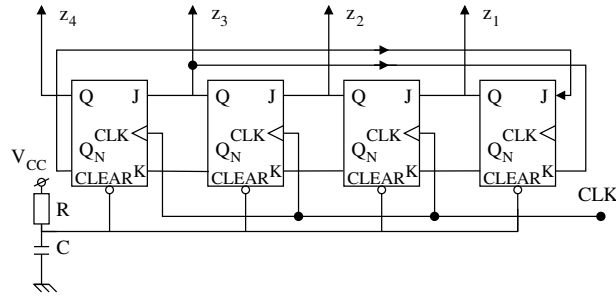 z4 z3 z2 z1
Q J Q J Q J Q J
CLK CLK CLK CLK
QN QN QN QN
VCC
K K K K
CLEAR CLEAR CLEAR CLEAR
CLK
R
C